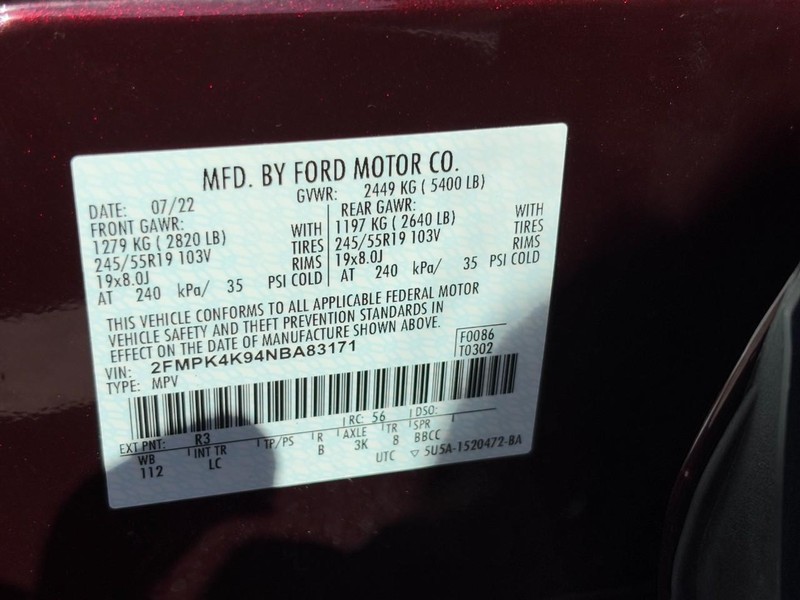 MFD. BY FORD MOTOR CO.
DATE: 07/22 GVWR: 2449 KG ( 5400 LB)
FRONT GAWR: WITH
1279 KG ( 2820 LB) TIRES
245/55R19 103V RIMS
19x8.0J PSI COLD
AT 240 kPa/ 35
REAR GAWR: WITH
1197 KG ( 2640 LB) TIRES
245/55R19 103V RIMS
19x8.0J
AT 240 kPa/ 35 PSI COLD
THIS VEHICLE CONFORMS TO ALL APPLICABLE FEDERAL MOTOR
VEHICLE SAFETY AND THEFT PREVENTION STANDARDS IN
EFFECT ON THE DATE OF MANUFACTURE SHOWN ABOVE.
VIN: 2FMPK4K94NBA83171
TYPE: MPV
F0086
T0302
EXT PNT: R3 RC: 56 DSO:
WB INT TR TP/PS R AXLE TR SPR
112 LC B 3K 8 BBCC
UTC ▽ 5U5A-1520472-BA